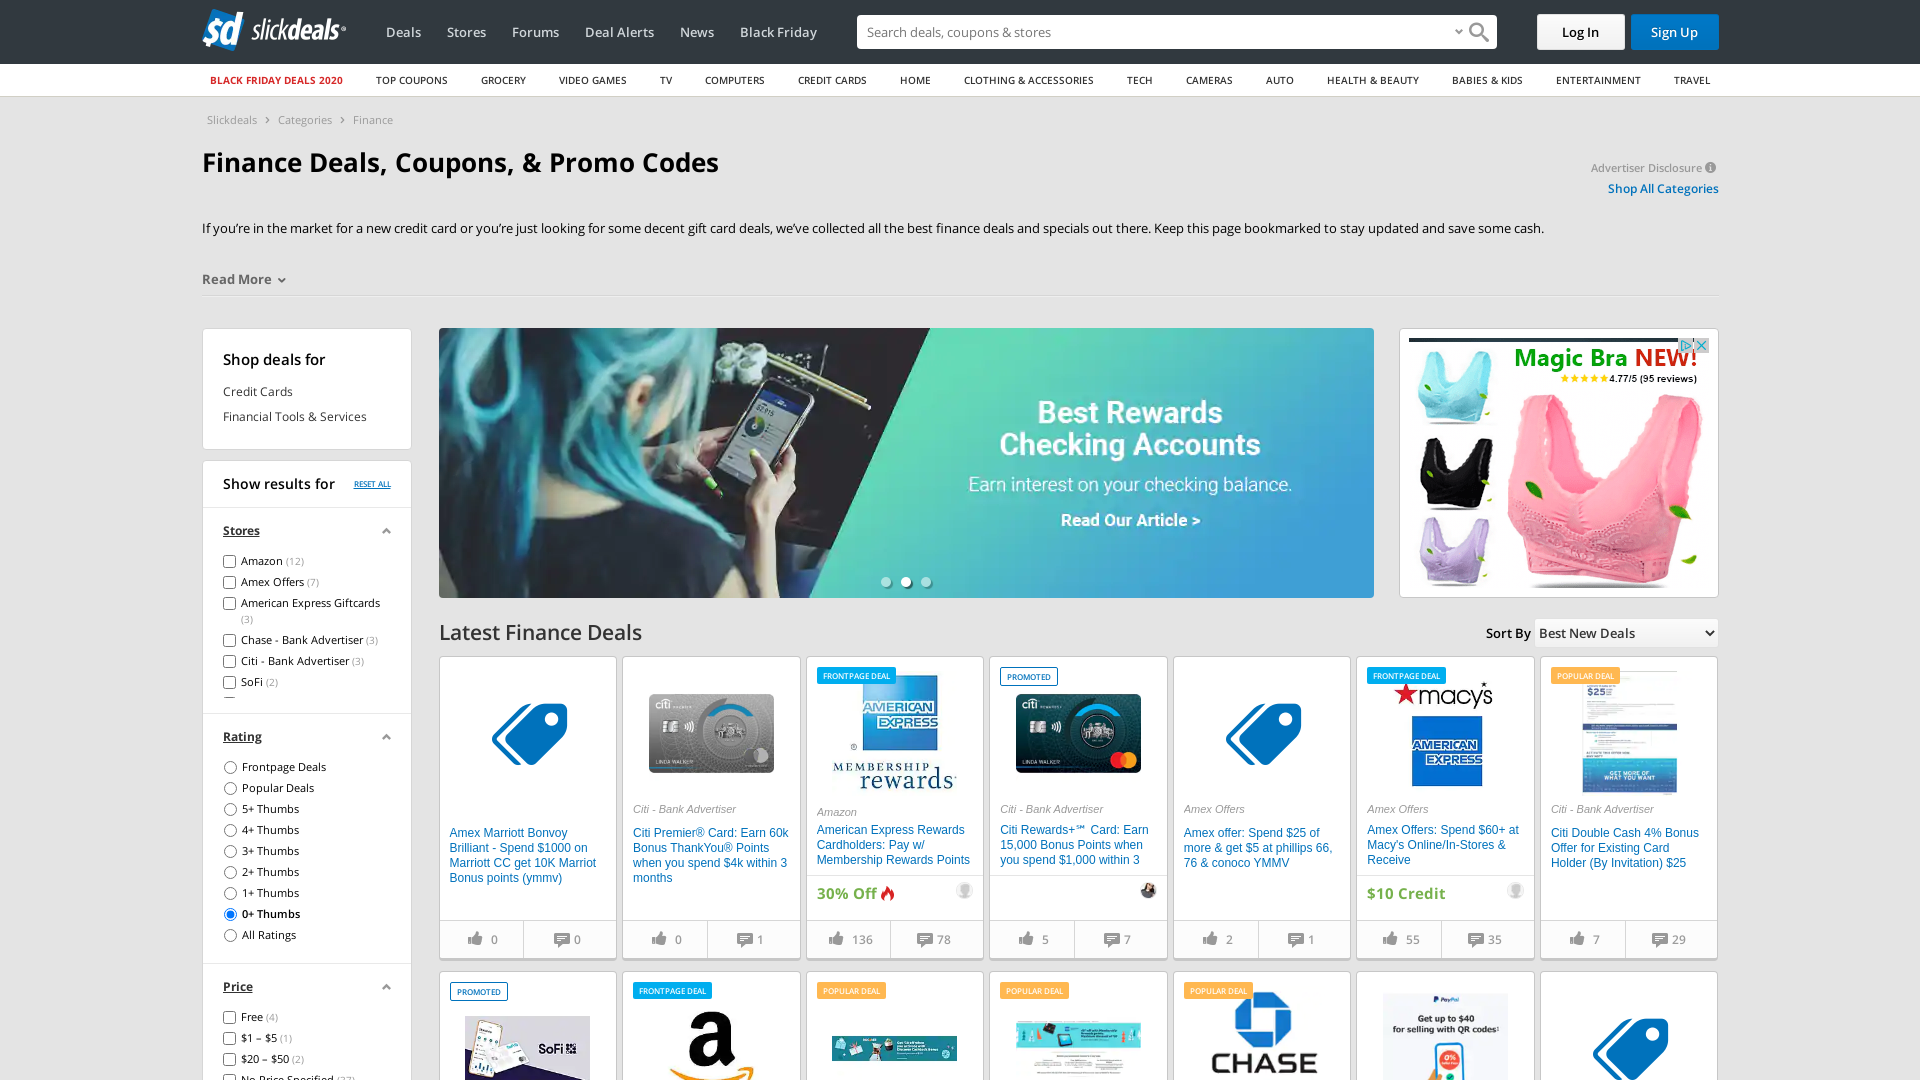 slickdeals
Deals
Stores
Forums
Deal Alerts
News
Black Friday
Search deals, coupons & stores
Log In
Sign Up
BLACK FRIDAY DEALS 2020
TOP COUPONS
GROCERY
VIDEO GAMES
TV
COMPUTERS
CREDIT CARDS
HOME
CLOTHING & ACCESSORIES
TECH
CAMERAS
AUTO
HEALTH & BEAUTY
BABIES & KIDS
ENTERTAINMENT
TRAVEL
Slickdeals > Categories > Finance
Finance Deals, Coupons, & Promo Codes
Advertiser Disclosure
Shop All Categories
If you’re in the market for a new credit card or you’re just looking for some decent gift card deals, we’ve collected all the best finance deals and specials out there. Keep this page bookmarked to stay updated and save some cash.
Read More
Shop deals for
Credit Cards
Financial Tools & Services
Show results for
RESET ALL
Stores
Amazon (12)
Amex Offers (7)
American Express Giftcards
(3)
Chase - Bank Advertiser (3)
Citi - Bank Advertiser (3)
SoFi (2)
Rating
Frontpage Deals
Popular Deals
5+ Thumbs
4+ Thumbs
3+ Thumbs
2+ Thumbs
1+ Thumbs
0+ Thumbs
All Ratings
Price
Free (4)
$1 – $5 (1)
$20 – $50 (2)
No Price Specified (27)
Best Rewards
Checking Accounts
Earn interest on your checking balance.
Read Our Article >
Magic Bra NEW!
4.77/5 (95 reviews)
Latest Finance Deals
Sort By
Best New Deals
Amex Marriott Bonvoy
Brilliant - Spend $1000 on
Marriott CC get 10K Marriot
Bonus points (ymmv)
0
0
citi
LINDA WALKER
Citi - Bank Advertiser
Citi Premier® Card: Earn 60k
Bonus ThankYou® Points
when you spend $4k within 3
months
0
1
FRONTPAGE DEAL
AMERICAN
EXPRESS
®
MEMBERSHIP
rewards
Amazon
American Express Rewards
Cardholders: Pay w/
Membership Rewards Points
30% Off
136
78
PROMOTED
citi
LINDA WALKER
Citi - Bank Advertiser
Citi Rewards+℠ Card: Earn
15,000 Bonus Points when
you spend $1,000 within 3
5
7
Amex Offers
Amex offer: Spend $25 of
more & get $5 at phillips 66,
76 & conoco YMMV
2
1
FRONTPAGE DEAL
macy's
AMERICAN
EXPRESS
Amex Offers
Amex Offers: Spend $60+ at
Macy's Online/In-Stores &
Receive
$10 Credit
55
35
POPULAR DEAL
$25
GET MORE OF
WHAT YOU WANT
Citi - Bank Advertiser
Citi Double Cash 4% Bonus
Offer for Existing Card
Holder (By Invitation) $25
7
29
PROMOTED
SoFi
FRONTPAGE DEAL
a
POPULAR DEAL
POPULAR DEAL
POPULAR DEAL
CHASE
PayPal
Get up to $40
for selling with QR codes